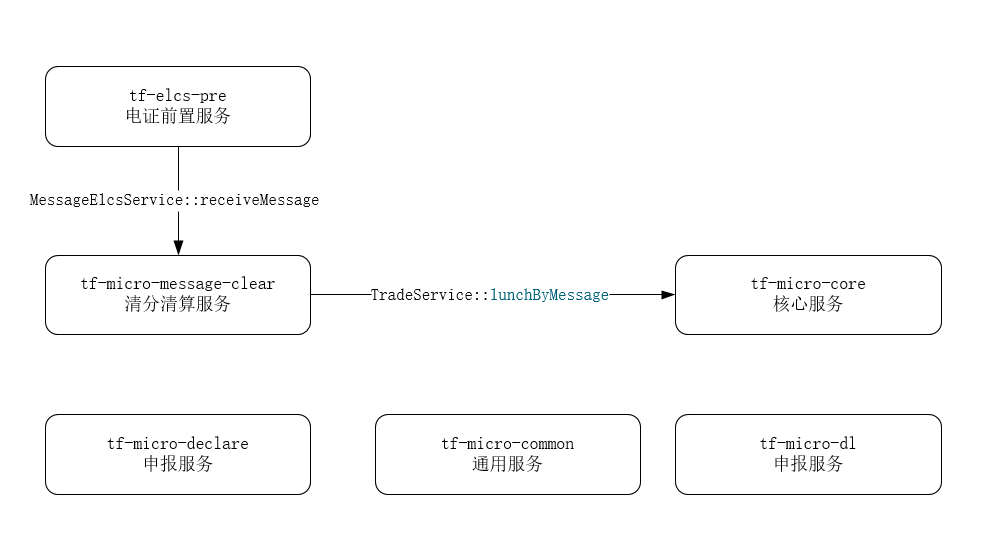 tf-elcs-pre
电证前置服务
MessageElcsService::receiveMessage
tf-micro-message-clear
清分清算服务
TradeService::lunchByMessage
tf-micro-core
核心服务
tf-micro-declare
申报服务
tf-micro-common
通用服务
tf-micro-dl
申报服务